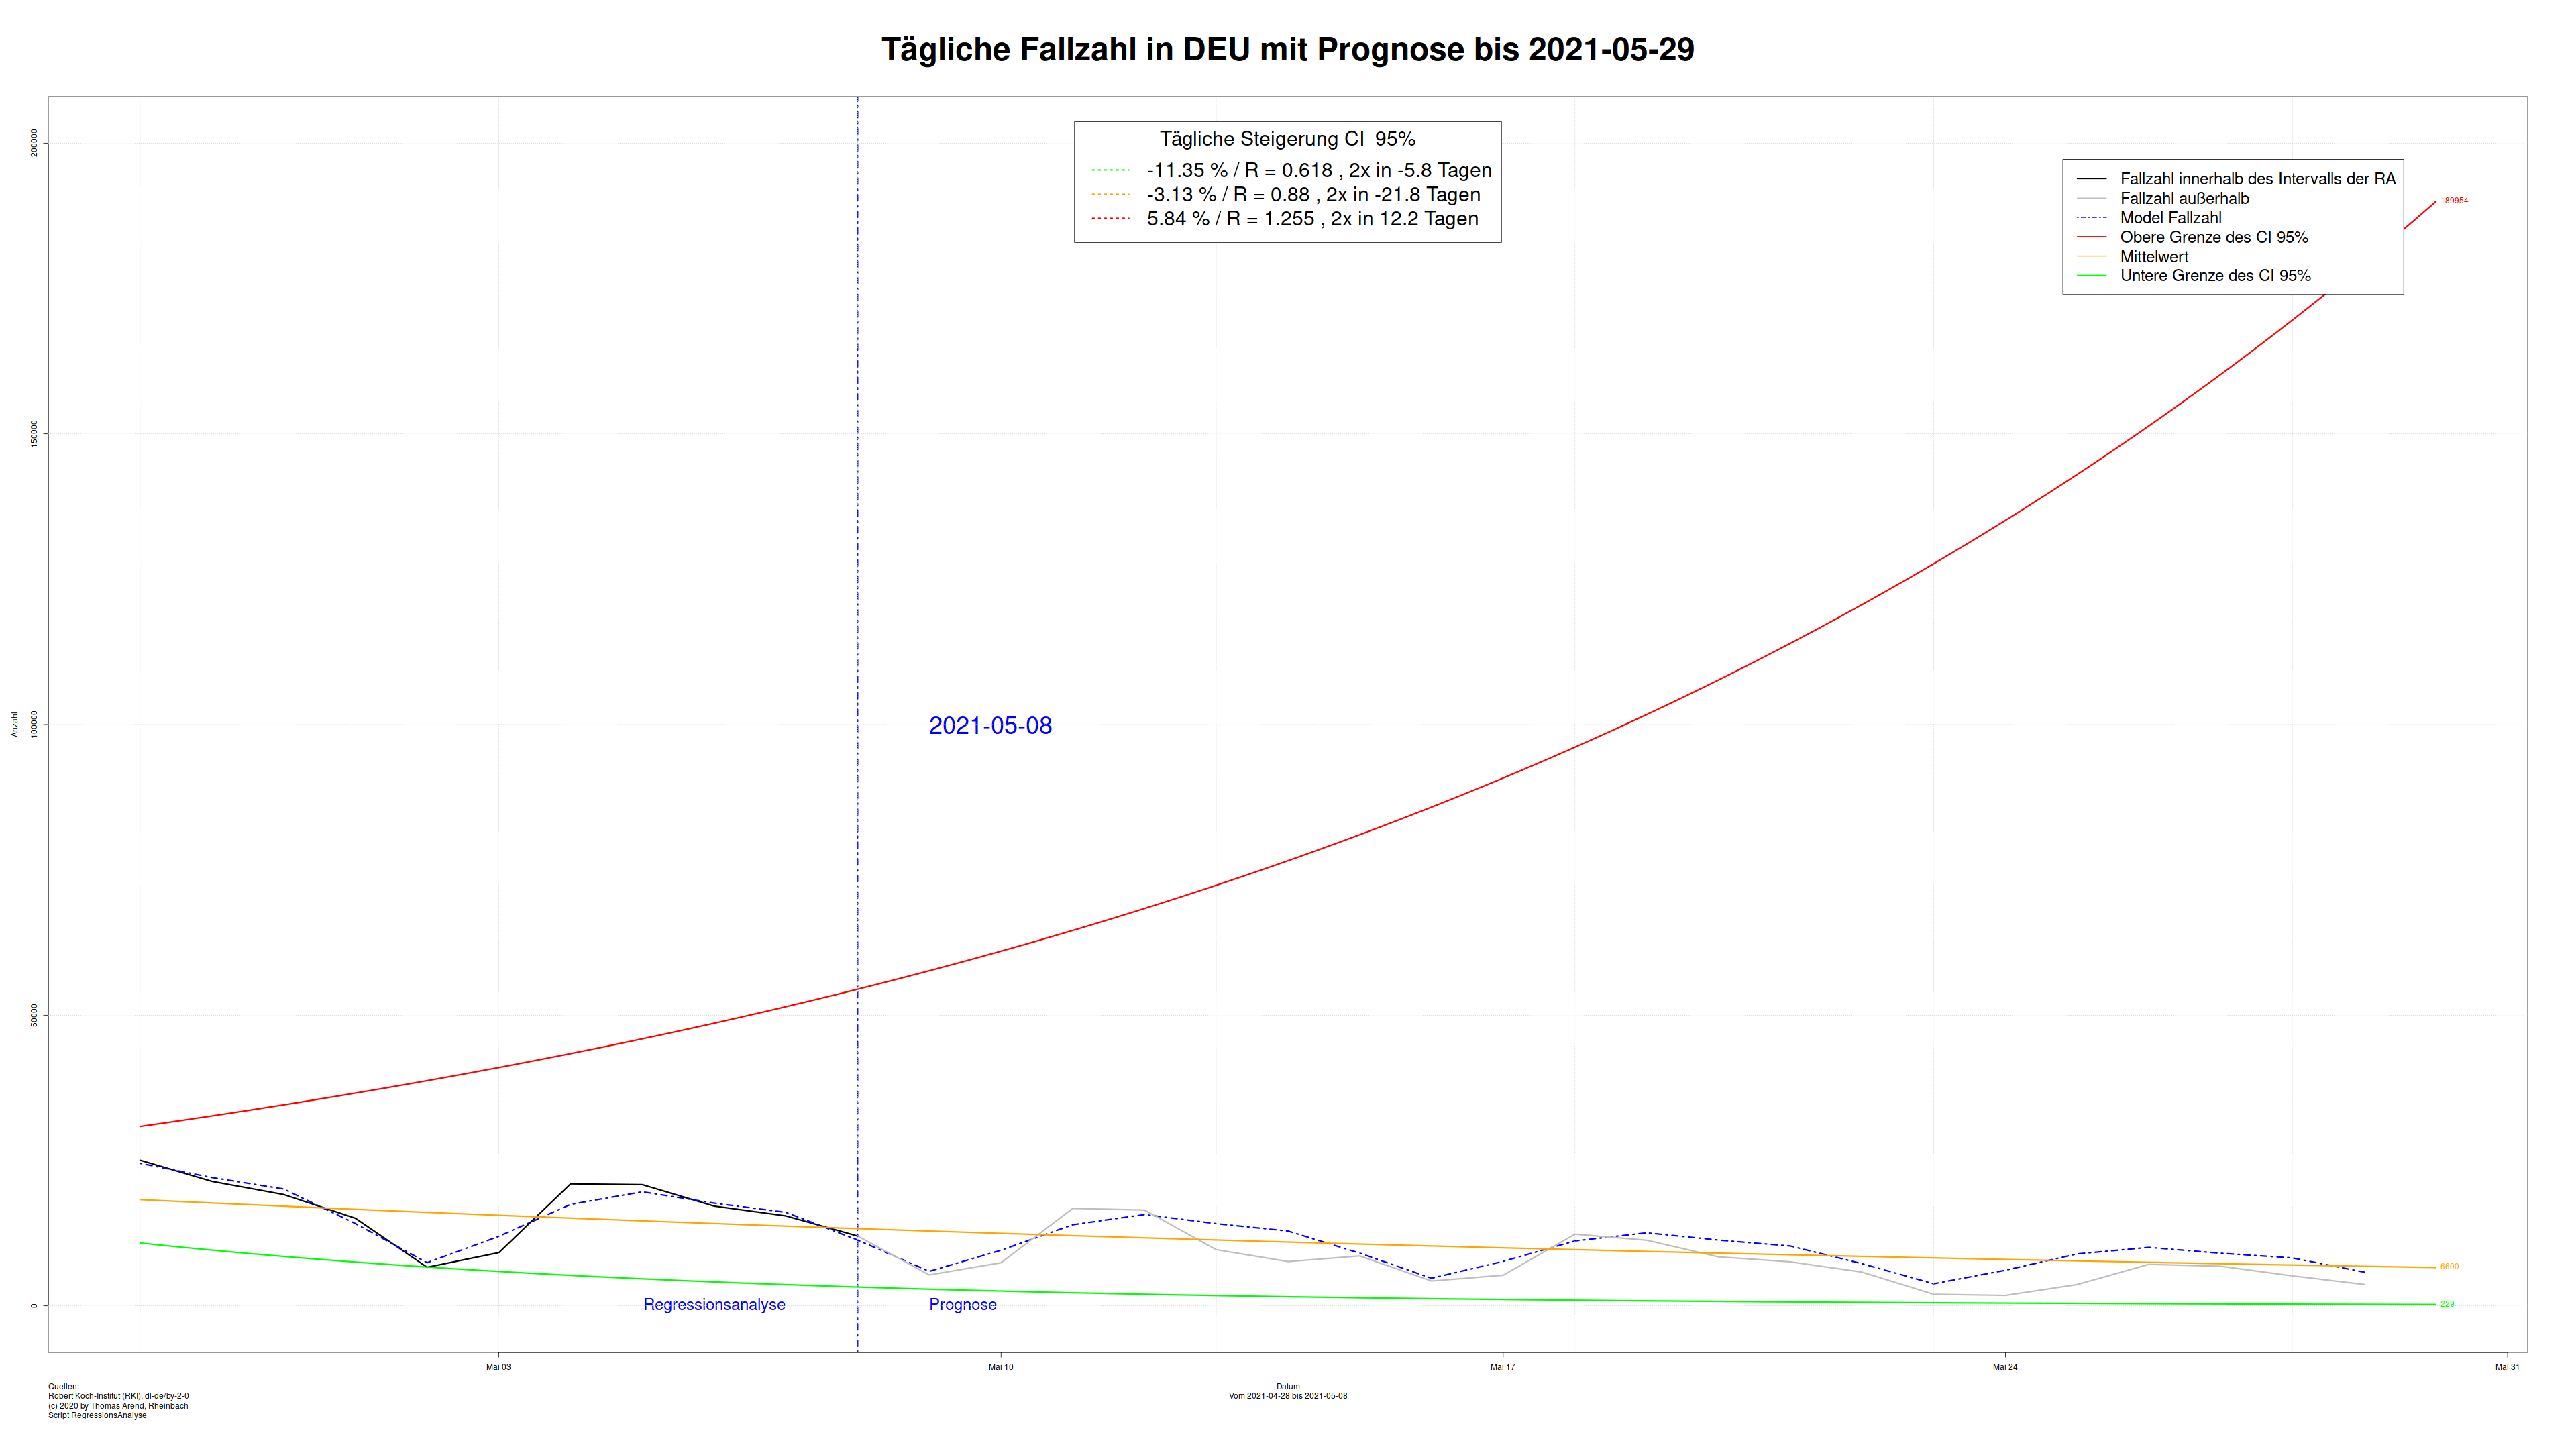 Tägliche Fallzahl in DEU mit Prognose bis 2021-05-29
Tägliche Steigerung CI 95%
-11.35 % / R = 0.618 , 2x in -5.8 Tagen
-3.13 % / R = 0.88 , 2x in -21.8 Tagen
5.84 % / R = 1.255 , 2x in 12.2 Tagen
Fallzahl innerhalb des Intervalls der RA
Fallzahl außerhalb
Model Fallzahl
Obere Grenze des CI 95%
Mittelwert
Untere Grenze des CI 95%
189954
6600
229
2021-05-08
Regressionsanalyse
Prognose
Anzahl
200000
150000
100000
50000
0
Mai 03
Mai 10
Mai 17
Mai 24
Mai 31
Datum
Vom 2021-04-28 bis 2021-05-08
Quellen:
Robert Koch-Institut (RKI), dl-de/by-2-0
(c) 2020 by Thomas Arend, Rheinbach
Script RegressionsAnalyse